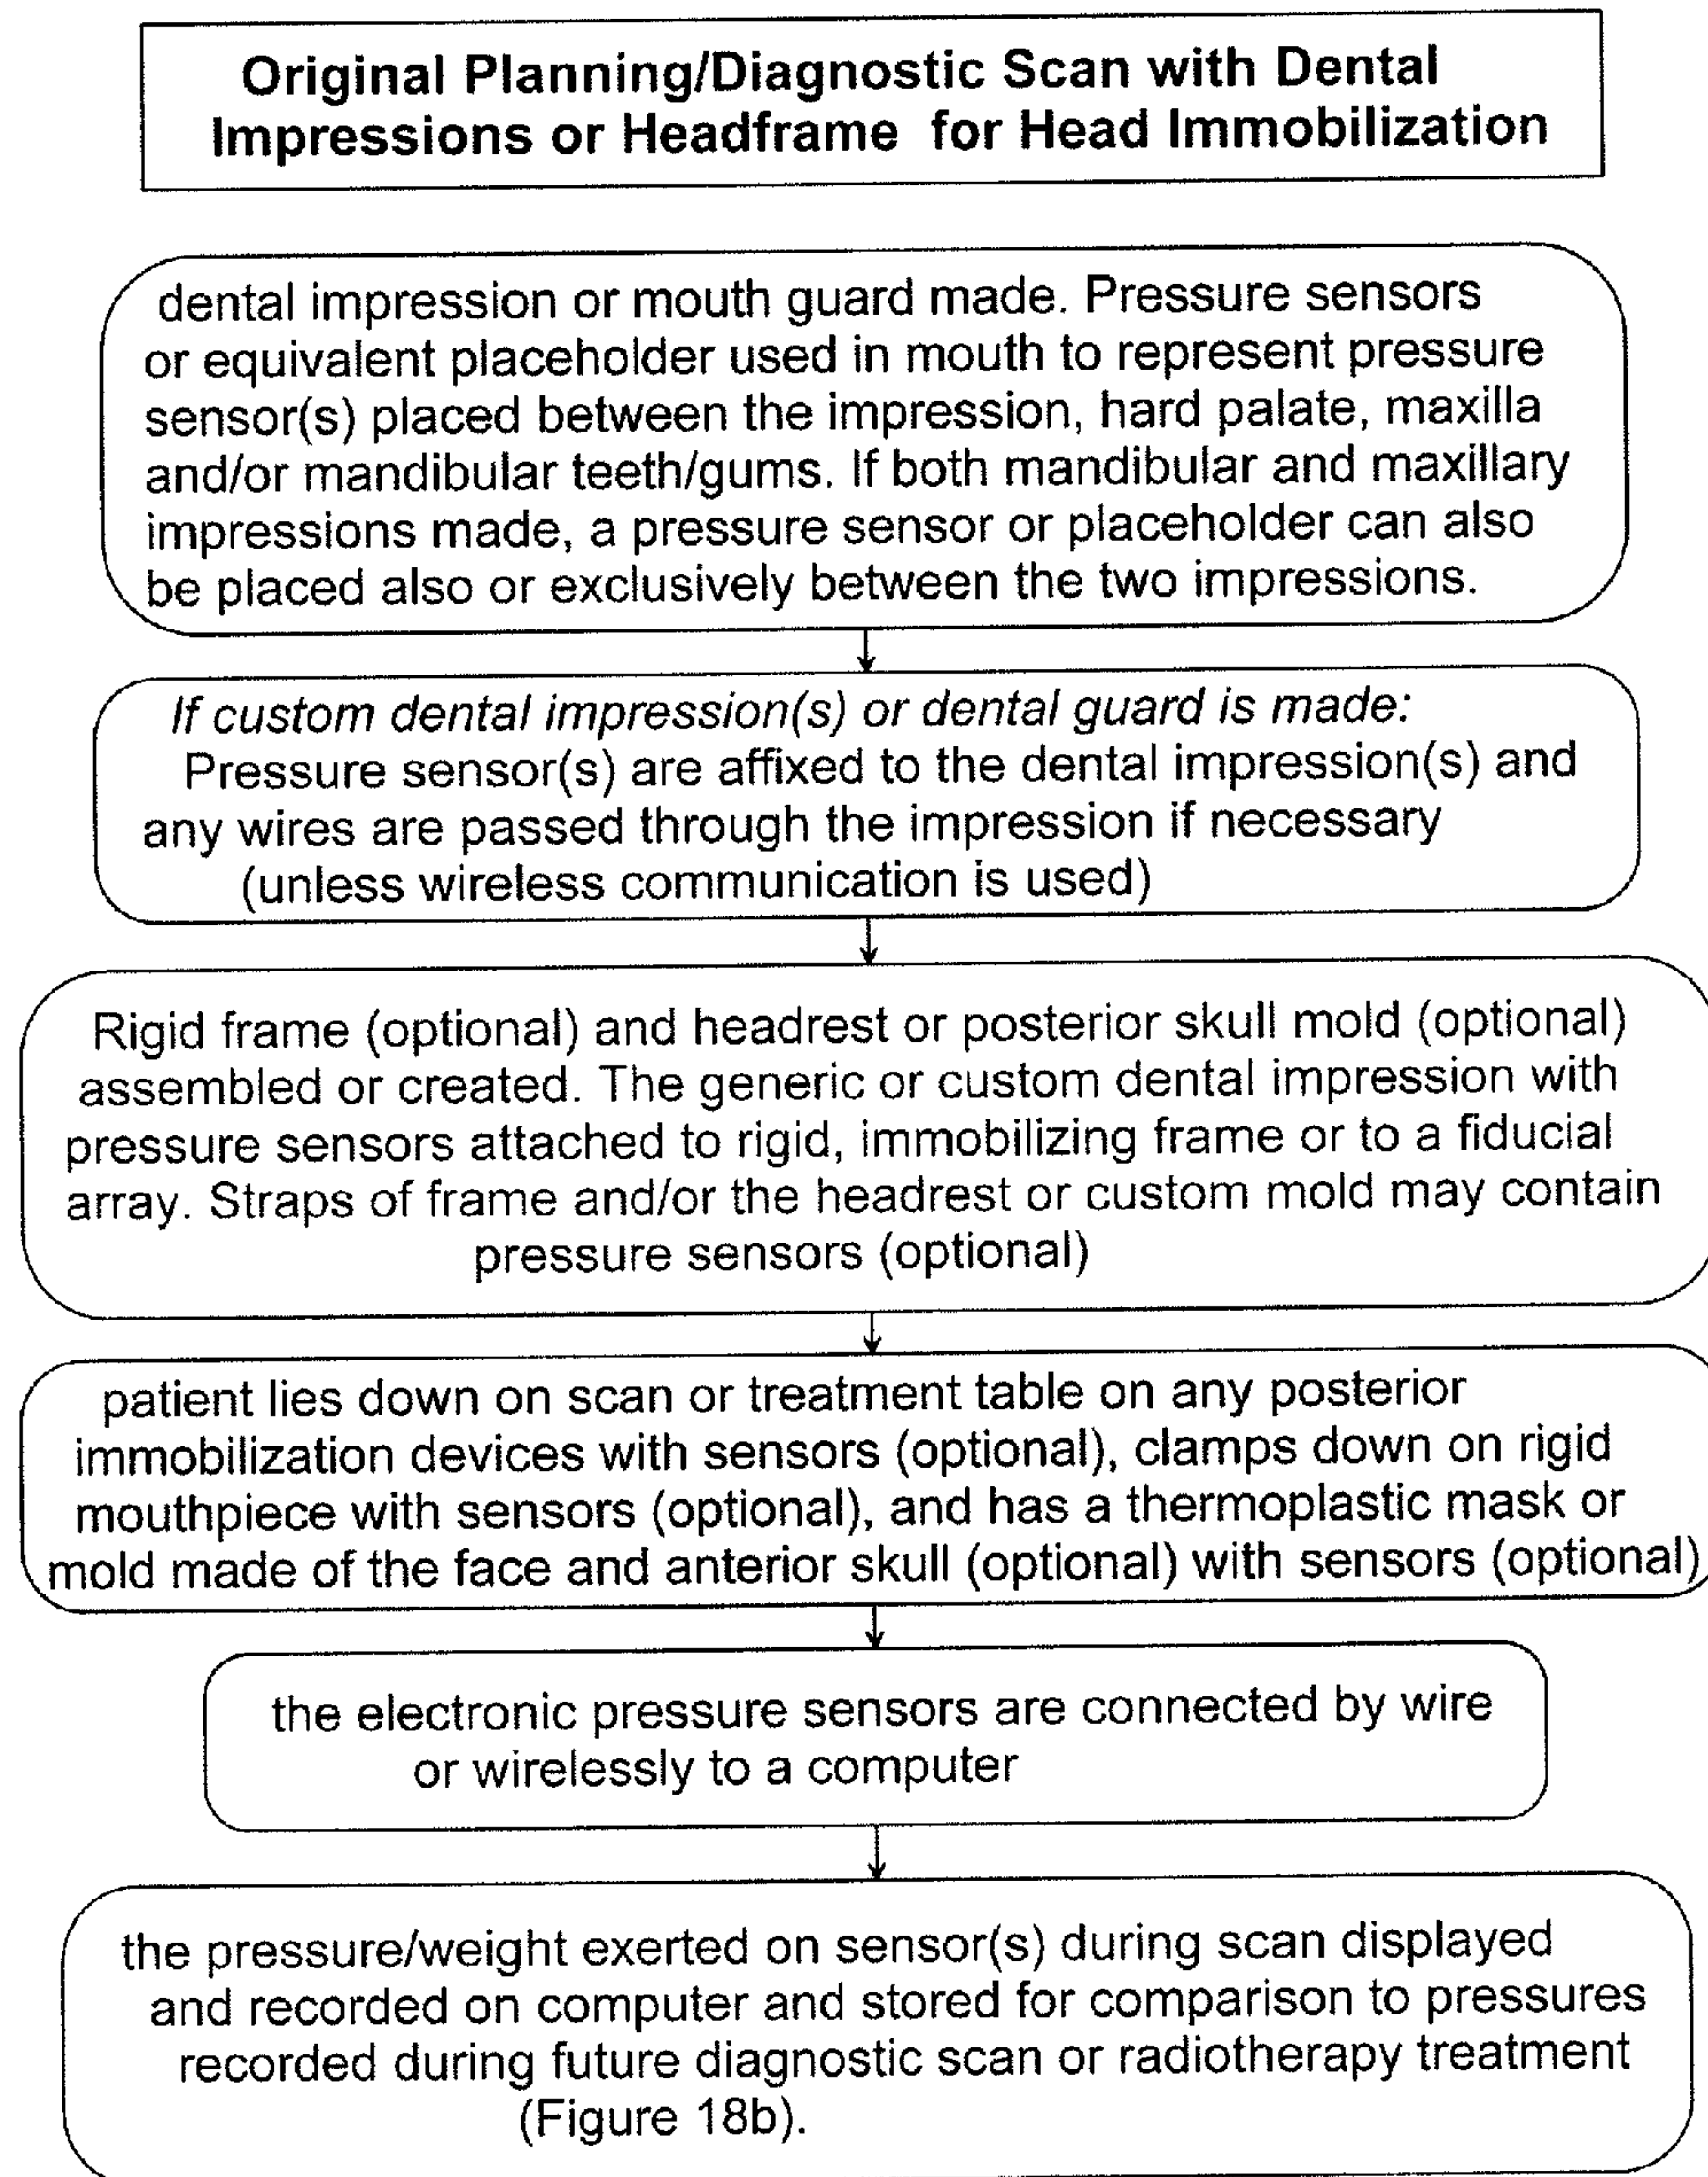 Original Planning/Diagnostic Scan with Dental
Impressions or Headframe for Head Immobilization
dental impression or mouth guard made. Pressure sensors
or equivalent placeholder used in mouth to represent pressure
sensor(s) placed between the impression, hard palate, maxilla
and/or mandibular teeth/gums. If both mandibular and maxillary
impressions made, a pressure sensor or placeholder can also
be placed also or exclusively between the two impressions.
If custom dental impression(s) or dental guard is made:
Pressure sensor(s) are affixed to the dental impression(s) and
any wires are passed through the impression if necessary
(unless wireless communication is used)
Rigid frame (optional) and headrest or posterior skull mold (optional)
assembled or created. The generic or custom dental impression with
pressure sensors attached to rigid, immobilizing frame or to a fiducial
array. Straps of frame and/or the headrest or custom mold may contain
pressure sensors (optional)
patient lies down on scan or treatment table on any posterior
immobilization devices with sensors (optional), clamps down on rigid
mouthpiece with sensors (optional), and has a thermoplastic mask or
mold made of the face and anterior skull (optional) with sensors (optional)
the electronic pressure sensors are connected by wire
or wirelessly to a computer
the pressure/weight exerted on sensor(s) during scan displayed
and recorded on computer and stored for comparison to pressures
recorded during future diagnostic scan or radiotherapy treatment
(Figure 18b).